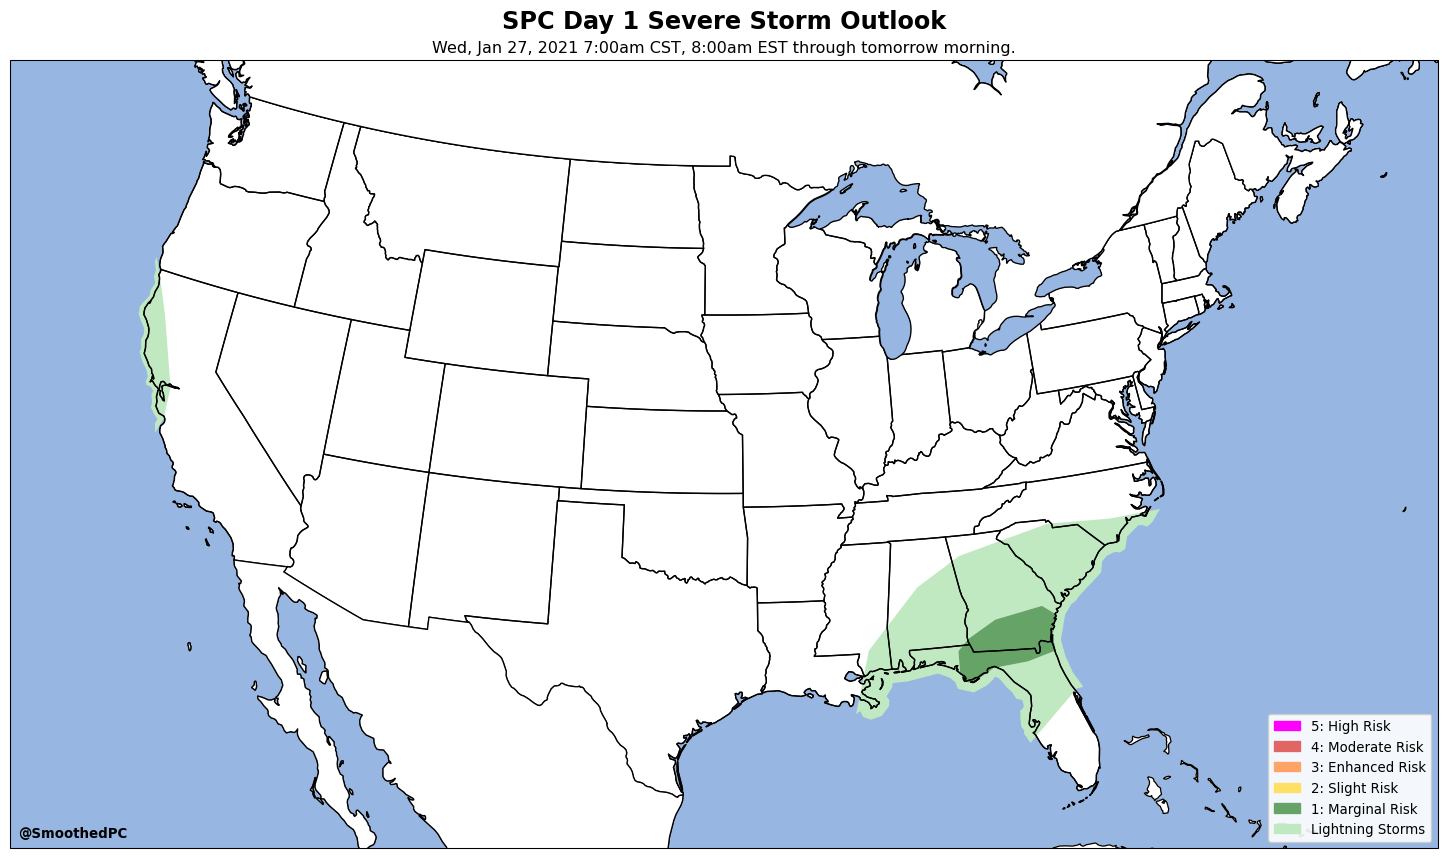 SPC Day 1 Severe Storm Outlook
Wed, Jan 27, 2021 7:00am CST, 8:00am EST through tomorrow morning.
5: High Risk
4: Moderate Risk
3: Enhanced Risk
2: Slight Risk
1: Marginal Risk
Lightning Storms
@SmoothedPC